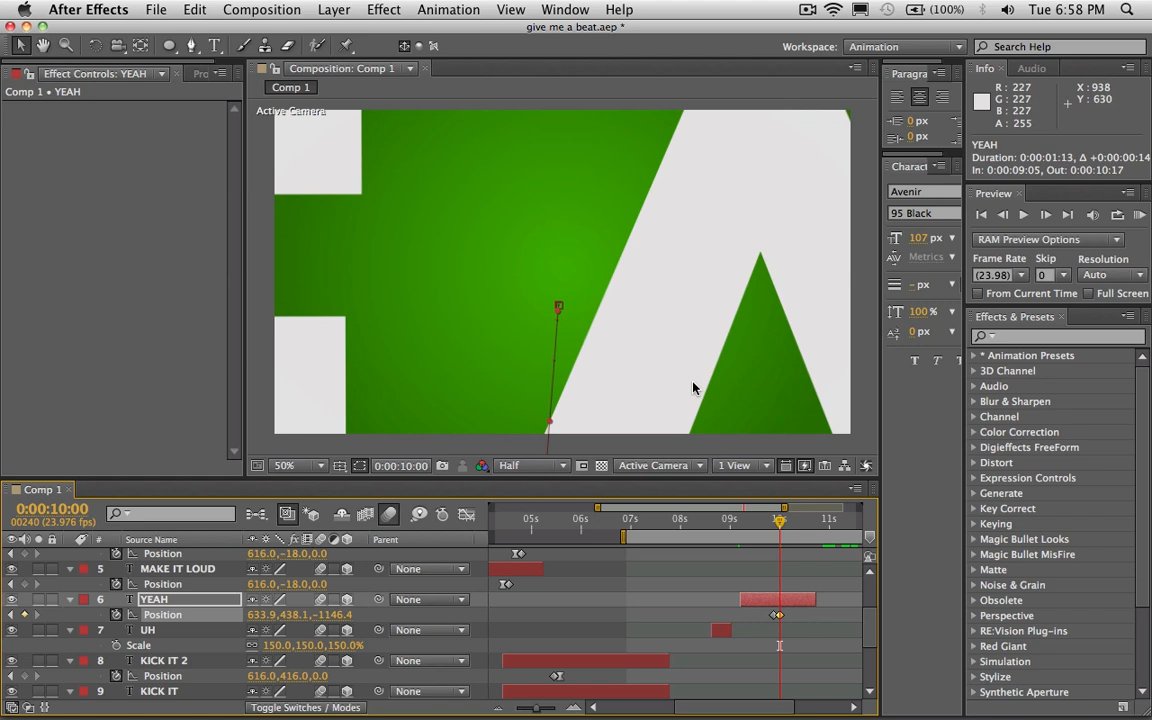 After Effects File Edit Composition Layer Effect Animation View Window Help (100%) Tue 6:58 PM
give me a beat.aep *
Workspace: Animation Search Help
Effect Controls: YEAH Pro
Comp 1 • YEAH
Composition: Comp 1
Comp 1
Active Camera
50% 0:00:10:00 Half Active Camera 1 View
Paragra
0 px
0 px
Charact
Avenir
95 Black
107 px
Metrics
- px
100 %
0 px
T T
Info Audio
R : 227
G : 227
B : 227
A : 255
X : 938
Y : 630
YEAH
Duration: 0:00:01:13, Δ +0:00:00:14
In: 0:00:09:05, Out: 0:00:10:17
Preview
RAM Preview Options
Frame Rate Skip Resolution
(23.98) 0 Auto
From Current Time Full Screen
Effects & Presets
* Animation Presets
3D Channel
Audio
Blur & Sharpen
Channel
Color Correction
Digieffects FreeForm
Distort
Expression Controls
Generate
Key Correct
Keying
Magic Bullet Looks
Magic Bullet MisFire
Matte
Noise & Grain
Obsolete
Perspective
RE:Vision Plug-ins
Red Giant
Simulation
Stylize
Synthetic Aperture
Comp 1
0:00:10:00
00240 (23.976 fps)
05s 06s 07s 08s 11s
# Source Name Parent
Position 616.0,-18.0,0.0
5 T MAKE IT LOUD None
Position 616.0,-18.0,0.0
6 T YEAH None
Position 633.9,438.1,-1146.4
7 T UH None
Scale 150.0,150.0,150.0%
8 T KICK IT 2 None
Position 616.0,416.0,0.0
9 T KICK IT None
Toggle Switches / Modes